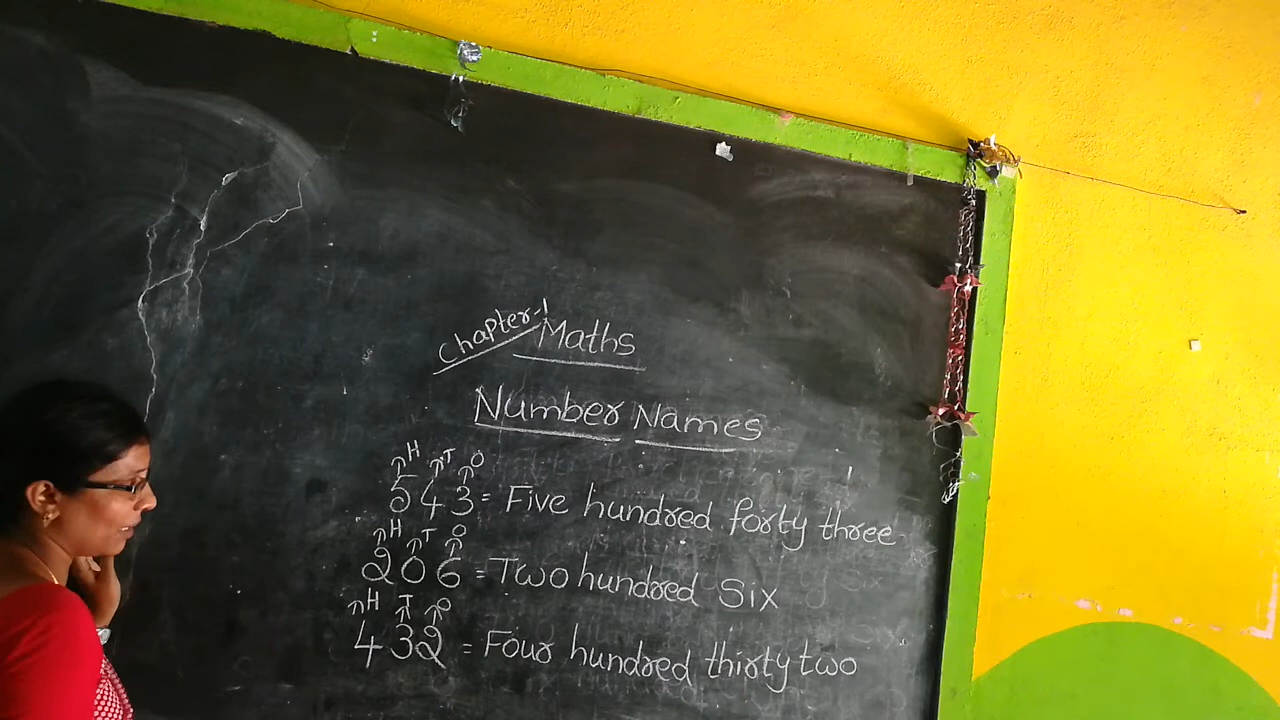 Chapter-1
Maths
Number Names
H T O
543 = Five hundred forty three
H T O
206 = Two hundred Six
H T O
432 = Four hundred thirty two